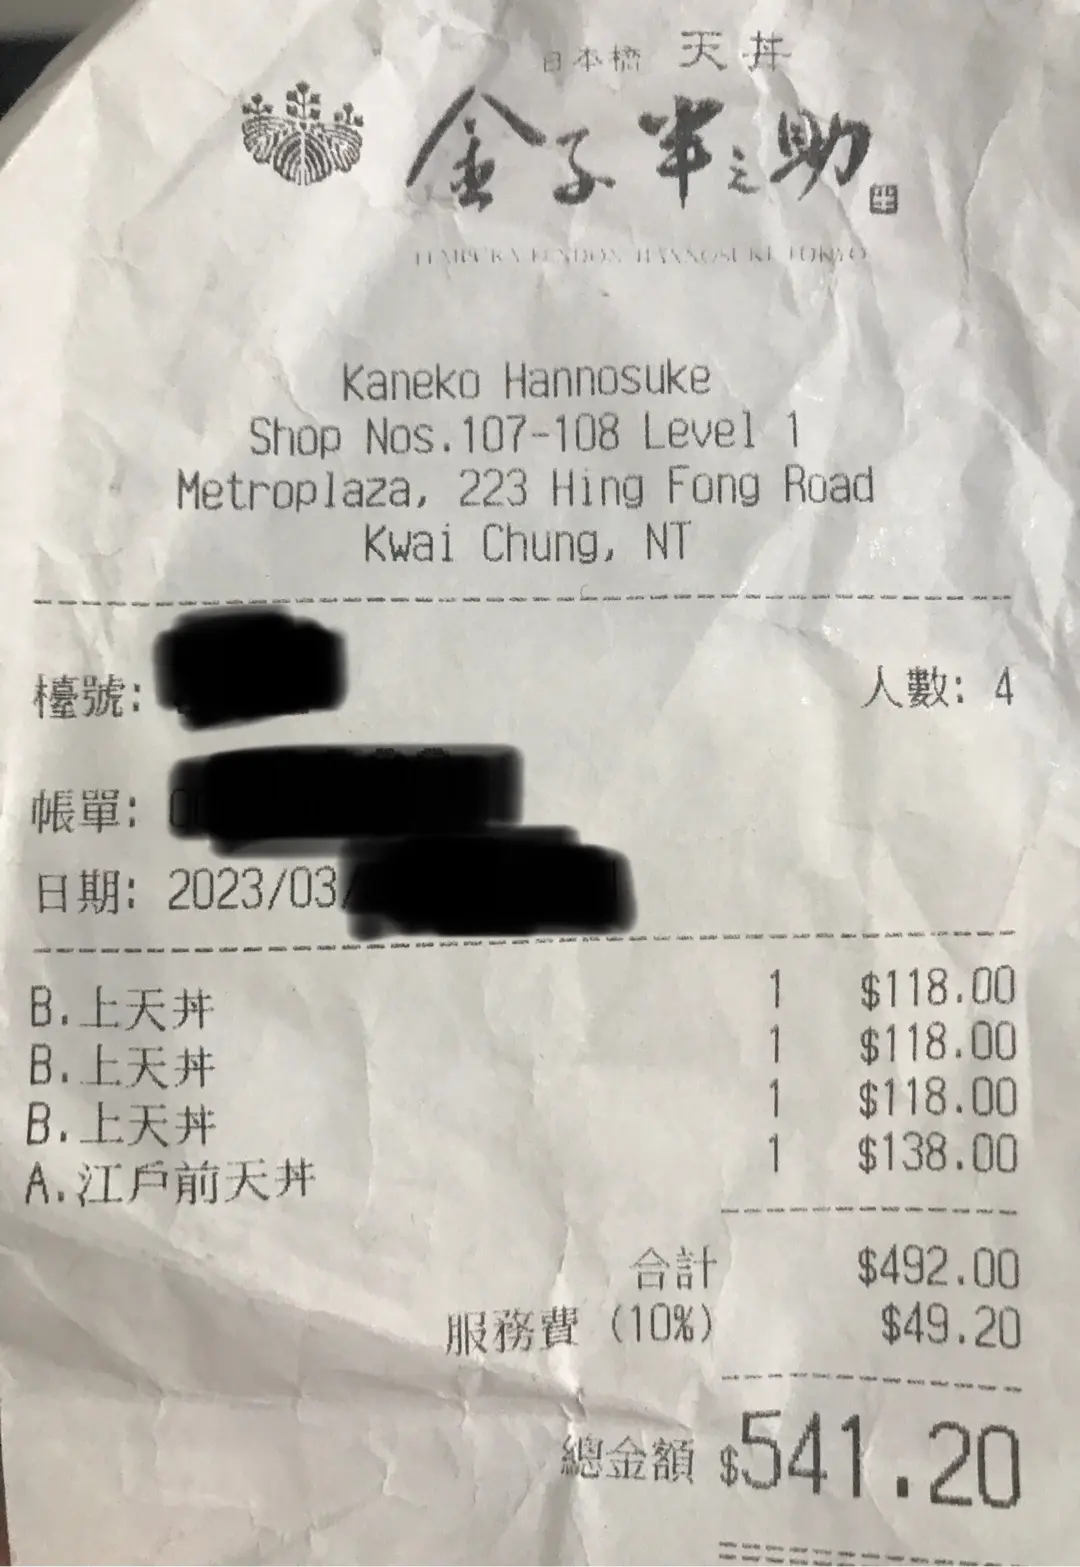 日本橋 天丼
金子半之助
TEMPURA TENDON HANNOSUKE TOKYO
Kaneko Hannosuke
Shop Nos.107-108 Level 1
Metroplaza, 223 Hing Fong Road
Kwai Chung, NT
檯號: 人數: 4
帳單:
日期: 2023/03/
B.上天丼 1 $118.00
B.上天丼 1 $118.00
B.上天丼 1 $118.00
A.江戶前天丼 1 $138.00
合計 $492.00
服務費 (10%) $49.20
總金額 $541.20